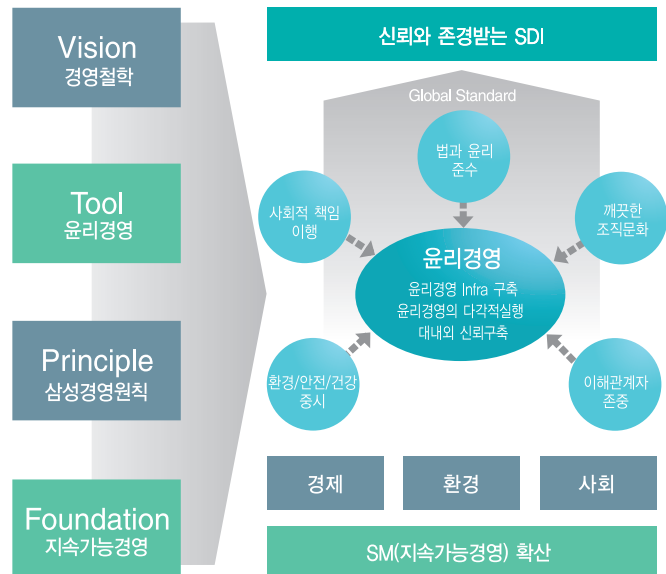 Vision
경영철학
Tool
윤리경영
Principle
삼성경영원칙
Foundation
지속가능경영
신뢰와 존경받는 SDI
Global Standard
법과 윤리
준수
사회적 책임
이행
깨끗한
조직문화
윤리경영
윤리경영 Infra 구축
윤리경영의 다각적실행
대내외 신뢰구축
환경/안전/건강
중시
이해관계자
존중
경제
환경
사회
SM(지속가능경영) 확산